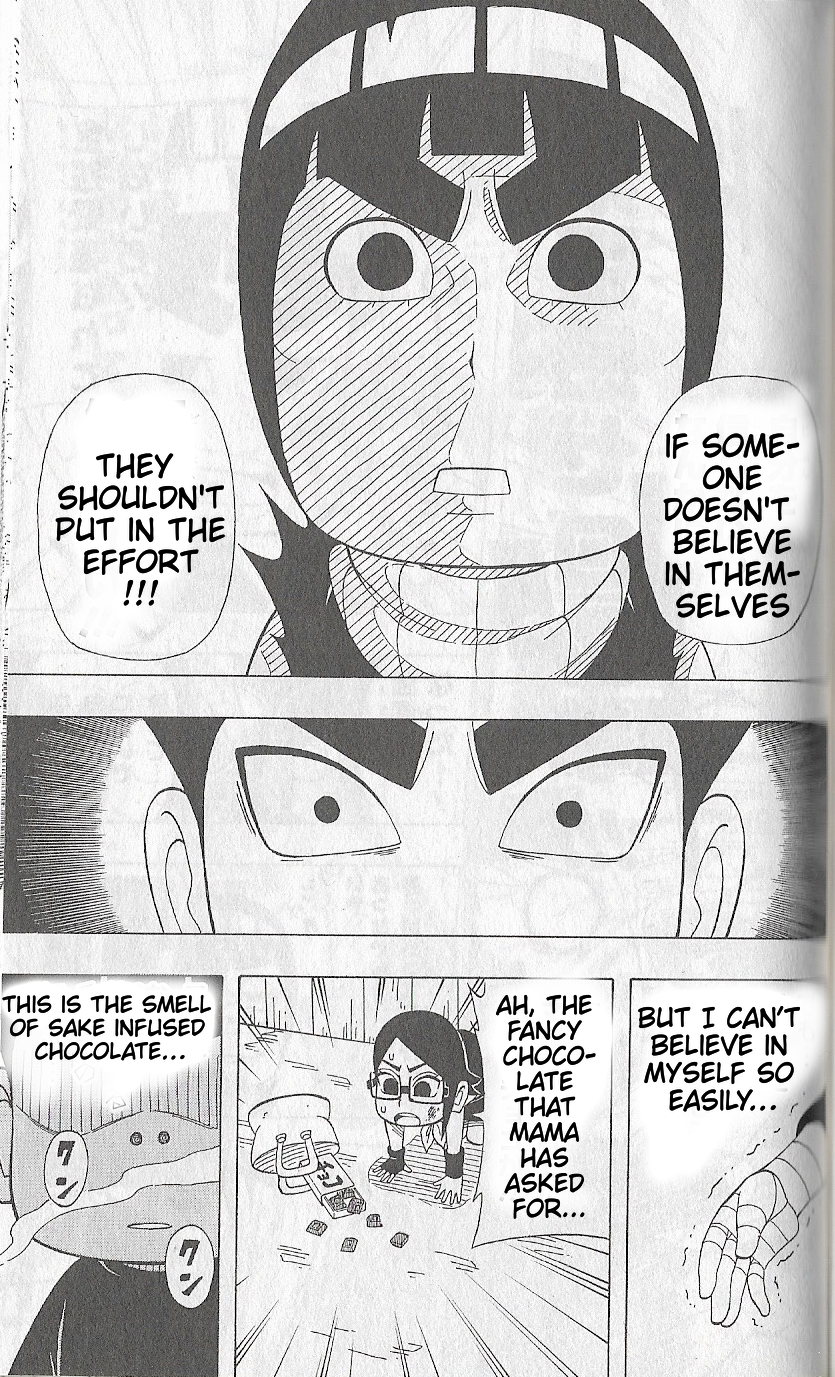 IF SOME-
ONE
DOESN'T
BELIEVE
IN THEM-
SELVES
THEY
SHOULDN'T
PUT IN THE
EFFORT
!!!
BUT I CAN'T
BELIEVE IN
MYSELF SO
EASILY...
AH, THE
FANCY
CHOCO-
LATE
THAT
MAMA
HAS
ASKED
FOR...
THIS IS THE SMELL
OF SAKE INFUSED
CHOCOLATE...
クン
クン